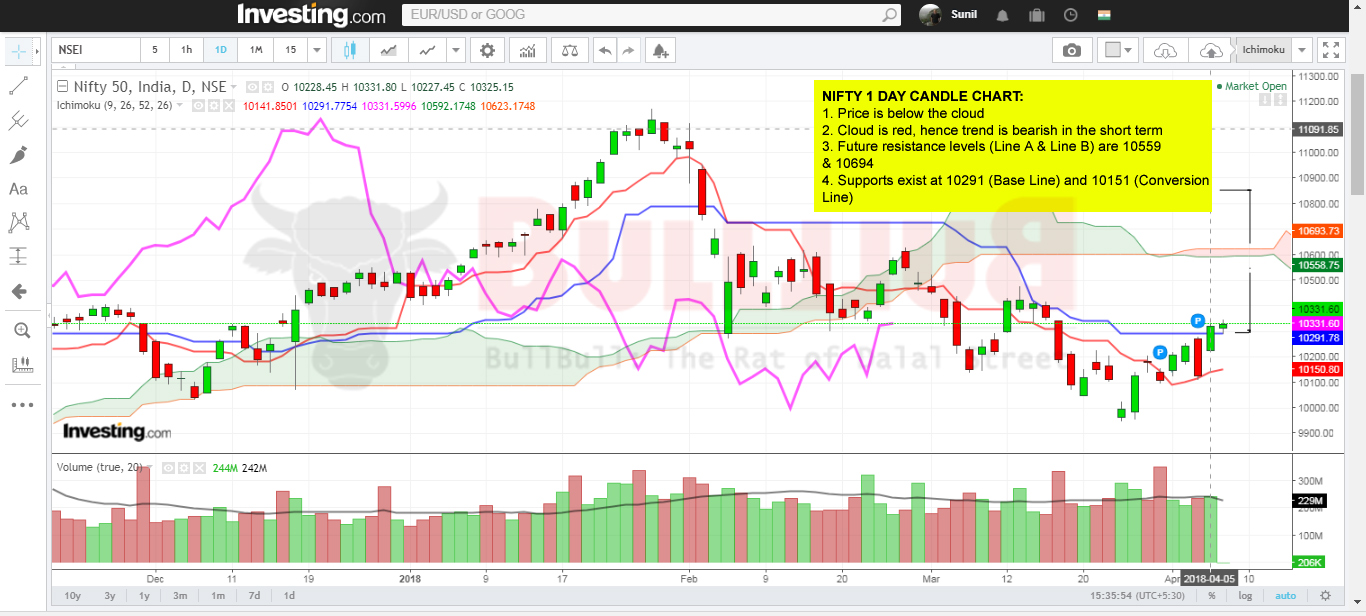 Investing.com
EUR/USD or GOOG
Sunil
NSEI
5
1h
1D
1M
15
Ichimoku
Nifty 50, India, D, NSE
O 10228.45 H 10331.80 L 10227.45 C 10325.15
Ichimoku (9, 26, 52, 26)
10141.8501 10291.7754 10331.5996 10592.1748 10623.1748
Market Open
NIFTY 1 DAY CANDLE CHART:
1. Price is below the cloud
2. Cloud is red, hence trend is bearish in the short term
3. Future resistance levels (Line A & Line B) are 10559
& 10694
4. Supports exist at 10291 (Base Line) and 10151 (Conversion
Line)
11300.00
11200.00
11091.85
11000.00
10900.00
10800.00
10693.73
10600.00
10558.75
10500.00
10331.60
10331.60
10291.78
10200.00
10150.80
10100.00
10000.00
9900.00
Aa
Investing.com
P
P
Volume (true, 20)
244M 242M
300M
229M
200M
100M
206K
Dec
11
19
2018
9
17
Feb
9
20
Mar
12
20
Apr
2018-04-05
10
10y
3y
1y
3m
1m
7d
1d
15:35:54 (UTC+5:30)
%
log
auto